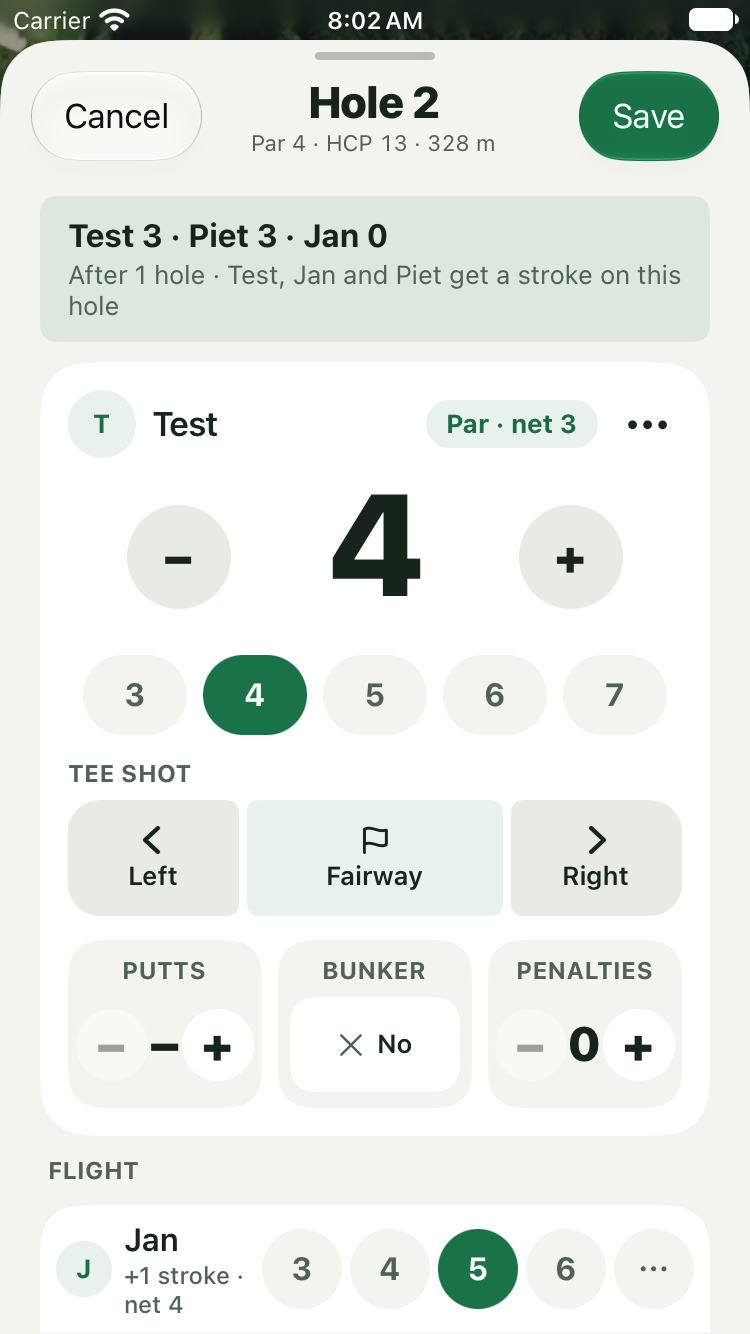 Carrier 8:02 AM
Cancel
Hole 2
Save
Par 4 · HCP 13 · 328 m
Test 3 · Piet 3 · Jan 0
After 1 hole · Test, Jan and Piet get a stroke on this
hole
T Test Par · net 3 •••
− 4 +
3 4 5 6 7
TEE SHOT
Left Fairway Right
PUTTS BUNKER PENALTIES
− – + No − 0 +
FLIGHT
J Jan 3 4 5 6 ···
+1 stroke ·
net 4